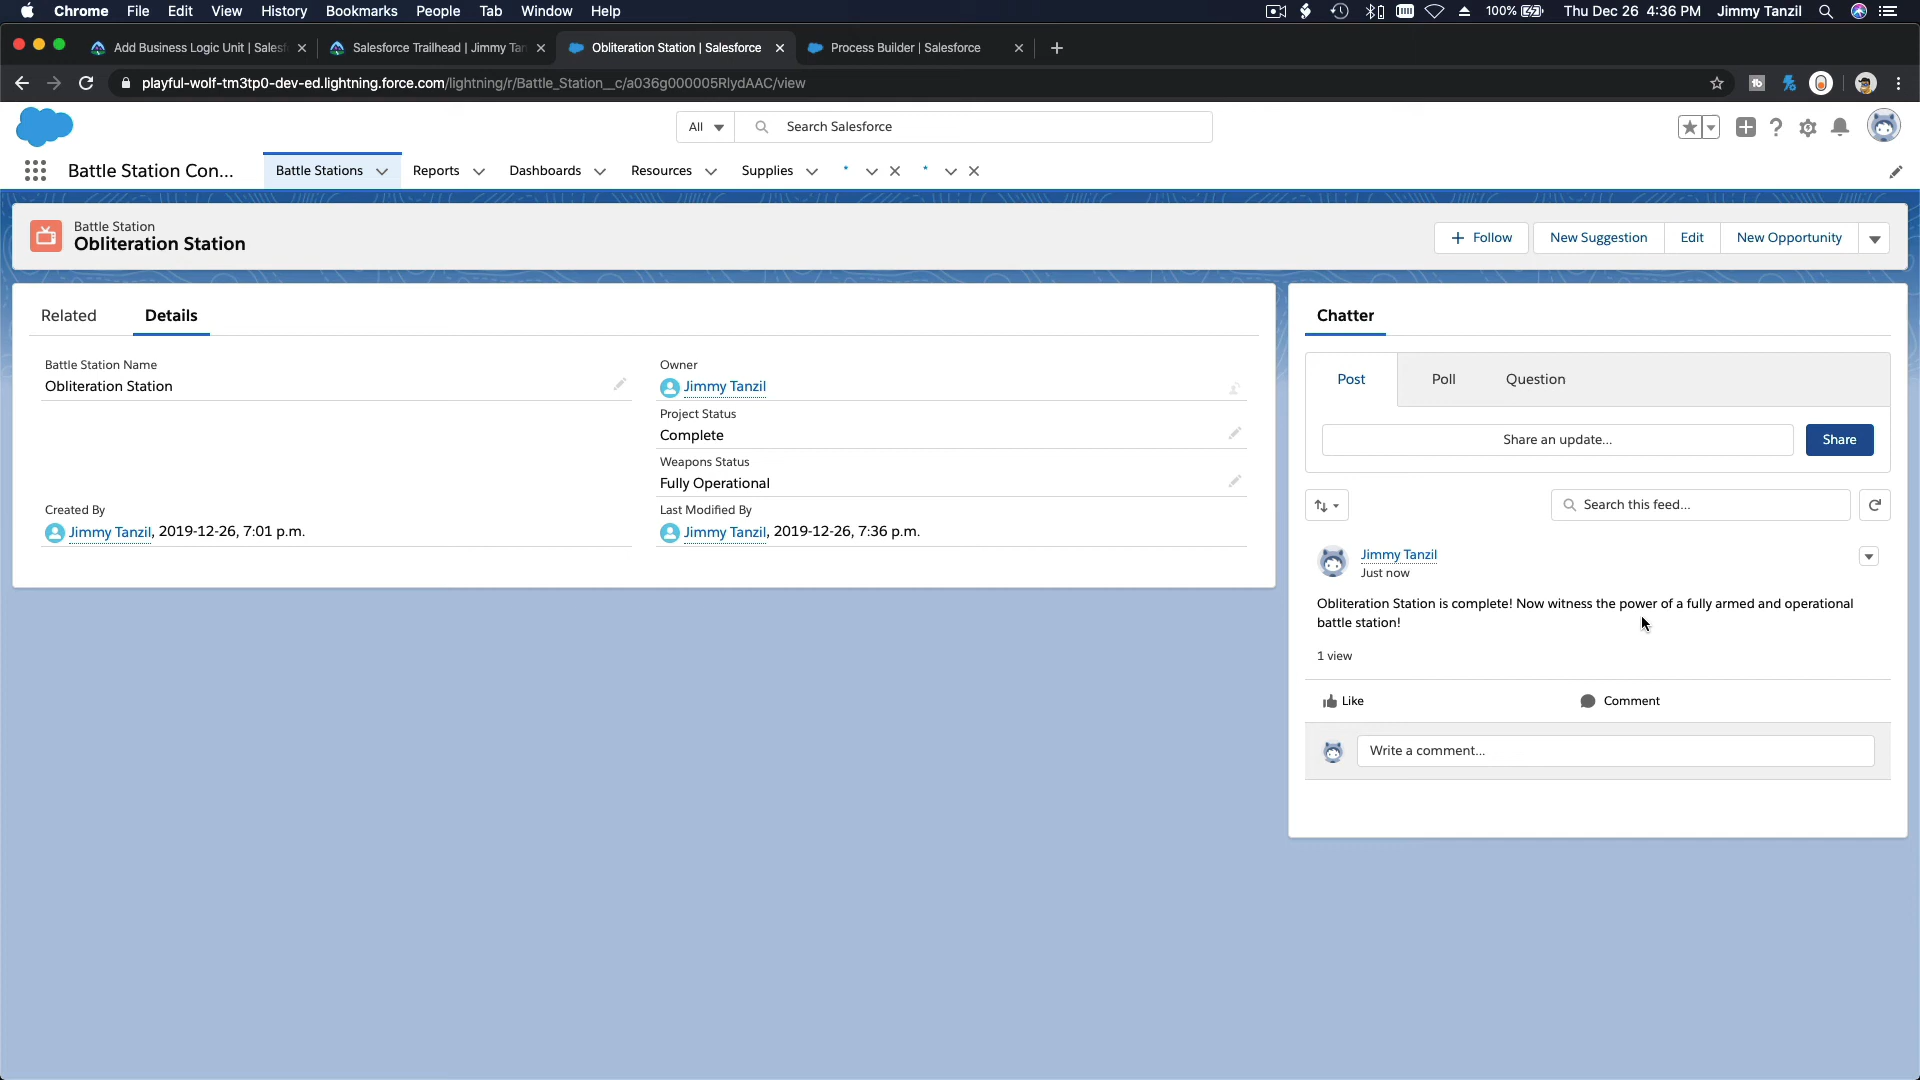 Chrome File Edit View History Bookmarks People Tab Window Help
100% Thu Dec 26 4:36 PM Jimmy Tanzil
Add Business Logic Unit | Salesf
Salesforce Trailhead | Jimmy Tan
Obliteration Station | Salesforce
Process Builder | Salesforce
playful-wolf-tm3tp0-dev-ed.lightning.force.com/lightning/r/Battle_Station__c/a036g000005RlydAAC/view
All Search Salesforce
Battle Station Con...
Battle Stations Reports Dashboards Resources Supplies * *
Battle Station
Obliteration Station
+ Follow New Suggestion Edit New Opportunity
Related Details
Battle Station Name
Obliteration Station
Owner
Jimmy Tanzil
Project Status
Complete
Weapons Status
Fully Operational
Created By
Jimmy Tanzil, 2019-12-26, 7:01 p.m.
Last Modified By
Jimmy Tanzil, 2019-12-26, 7:36 p.m.
Chatter
Post Poll Question
Share an update... Share
Search this feed...
Jimmy Tanzil
Just now
Obliteration Station is complete! Now witness the power of a fully armed and operational
battle station!
1 view
Like Comment
Write a comment...